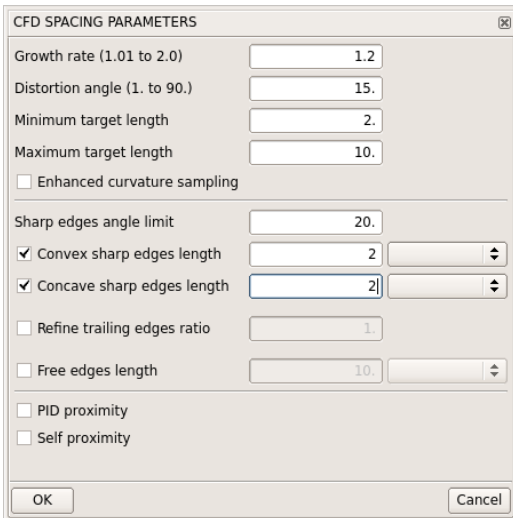 CFD SPACING PARAMETERS
Growth rate (1.01 to 2.0) 1.2
Distortion angle (1. to 90.) 15.
Minimum target length 2.
Maximum target length 10.
Enhanced curvature sampling
Sharp edges angle limit 20.
Convex sharp edges length 2
Concave sharp edges length 2
Refine trailing edges ratio 1.
Free edges length 10.
PID proximity
Self proximity
OK Cancel